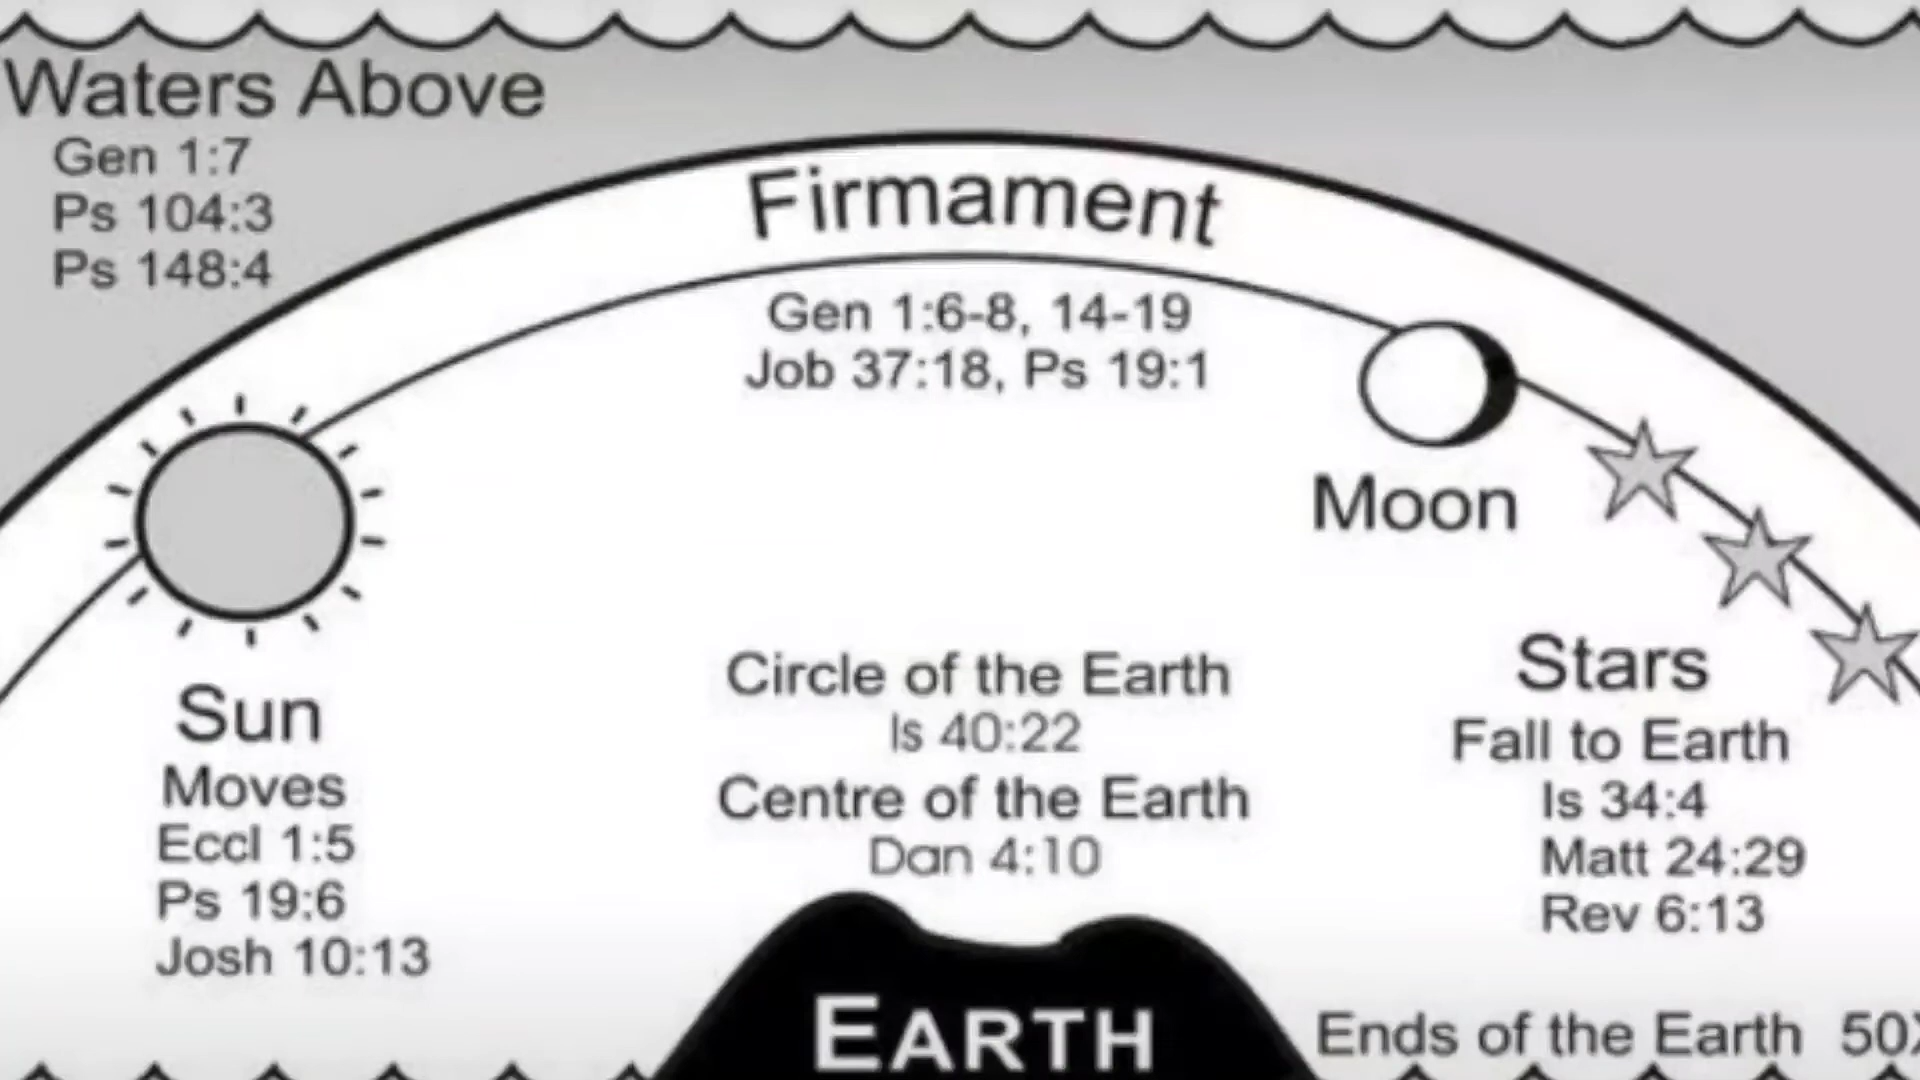 Waters Above
Gen 1:7
Ps 104:3
Ps 148:4
Firmament
Gen 1:6-8, 14-19
Job 37:18, Ps 19:1
Moon
Sun
Moves
Eccl 1:5
Ps 19:6
Josh 10:13
Circle of the Earth
Is 40:22
Centre of the Earth
Dan 4:10
Stars
Fall to Earth
Is 34:4
Matt 24:29
Rev 6:13
EARTH
Ends of the Earth 50X